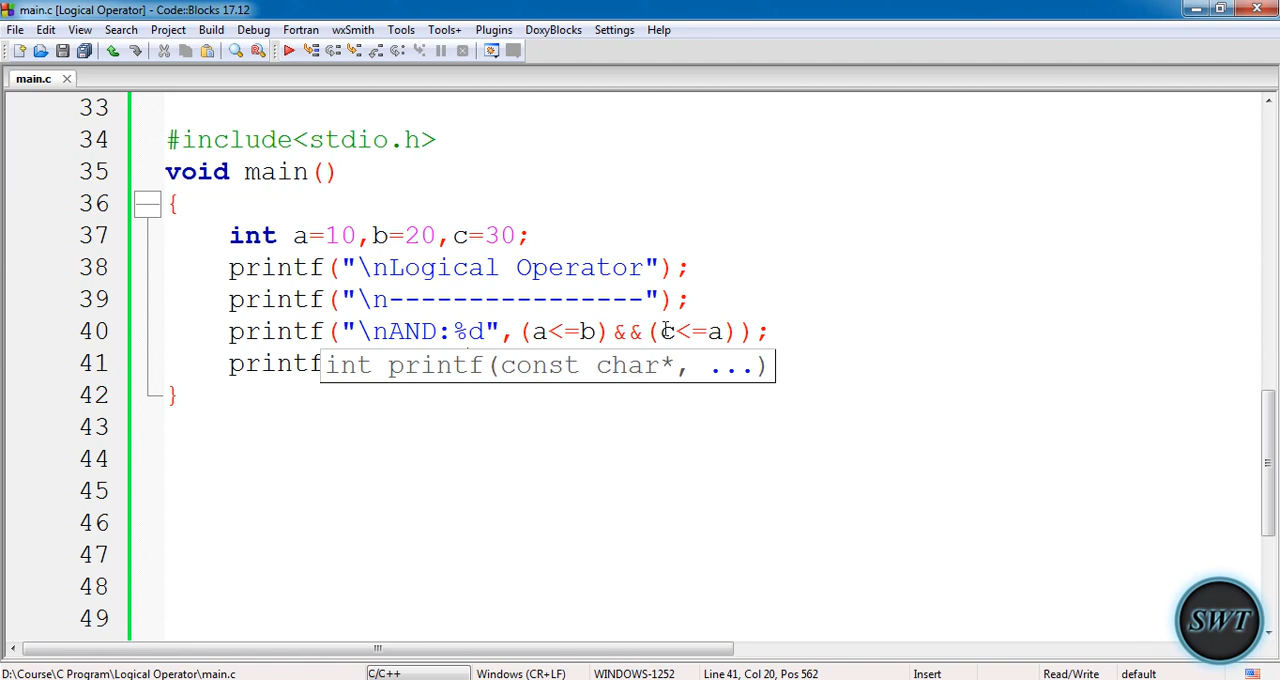 main.c [Logical Operator] - Code::Blocks 17.12
File Edit View Search Project Build Debug Fortran wxSmith Tools Tools+ Plugins DoxyBlocks Settings Help
main.c
33
34 #include<stdio.h>
35 void main()
36 {
37 int a=10,b=20,c=30;
38 printf("\nLogical Operator");
39 printf("\n----------------");
40 printf("\nAND:%d",(a<=b)&&(c<=a));
41 printf int printf(const char*, ...)
42 }
43
44
45
46
47
48
49
SWT
D:\Course\C Program\Logical Operator\main.c C/C++ Windows (CR+LF) WINDOWS-1252 Line 41, Col 20, Pos 562 Insert Read/Write default